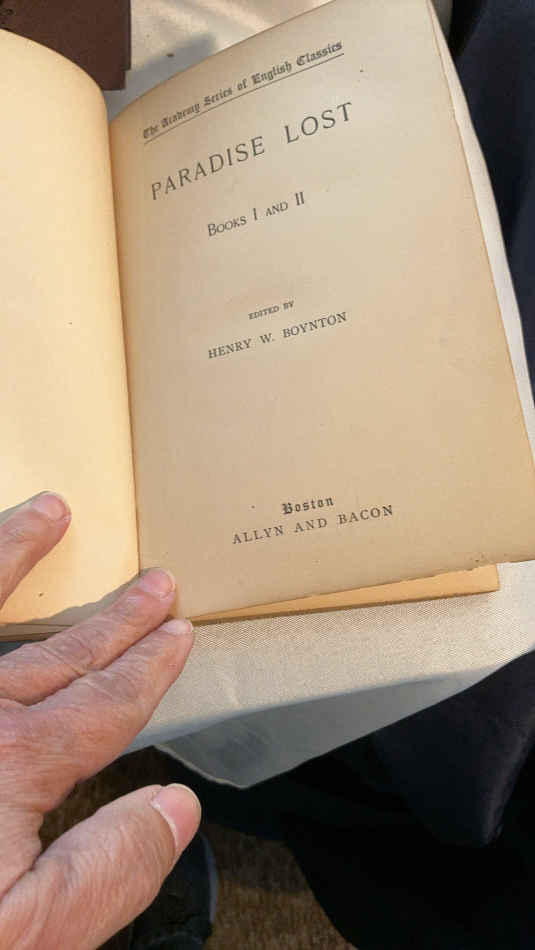 The Academy Series of English Classics
PARADISE LOST
BOOKS I AND II
EDITED BY
HENRY W. BOYNTON
Boston
ALLYN AND BACON